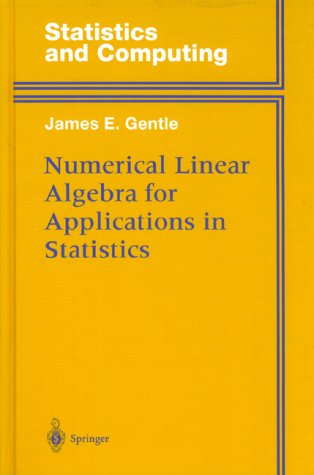 Statistics
and Computing
James E. Gentle
Numerical Linear
Algebra for
Applications in
Statistics
Springer